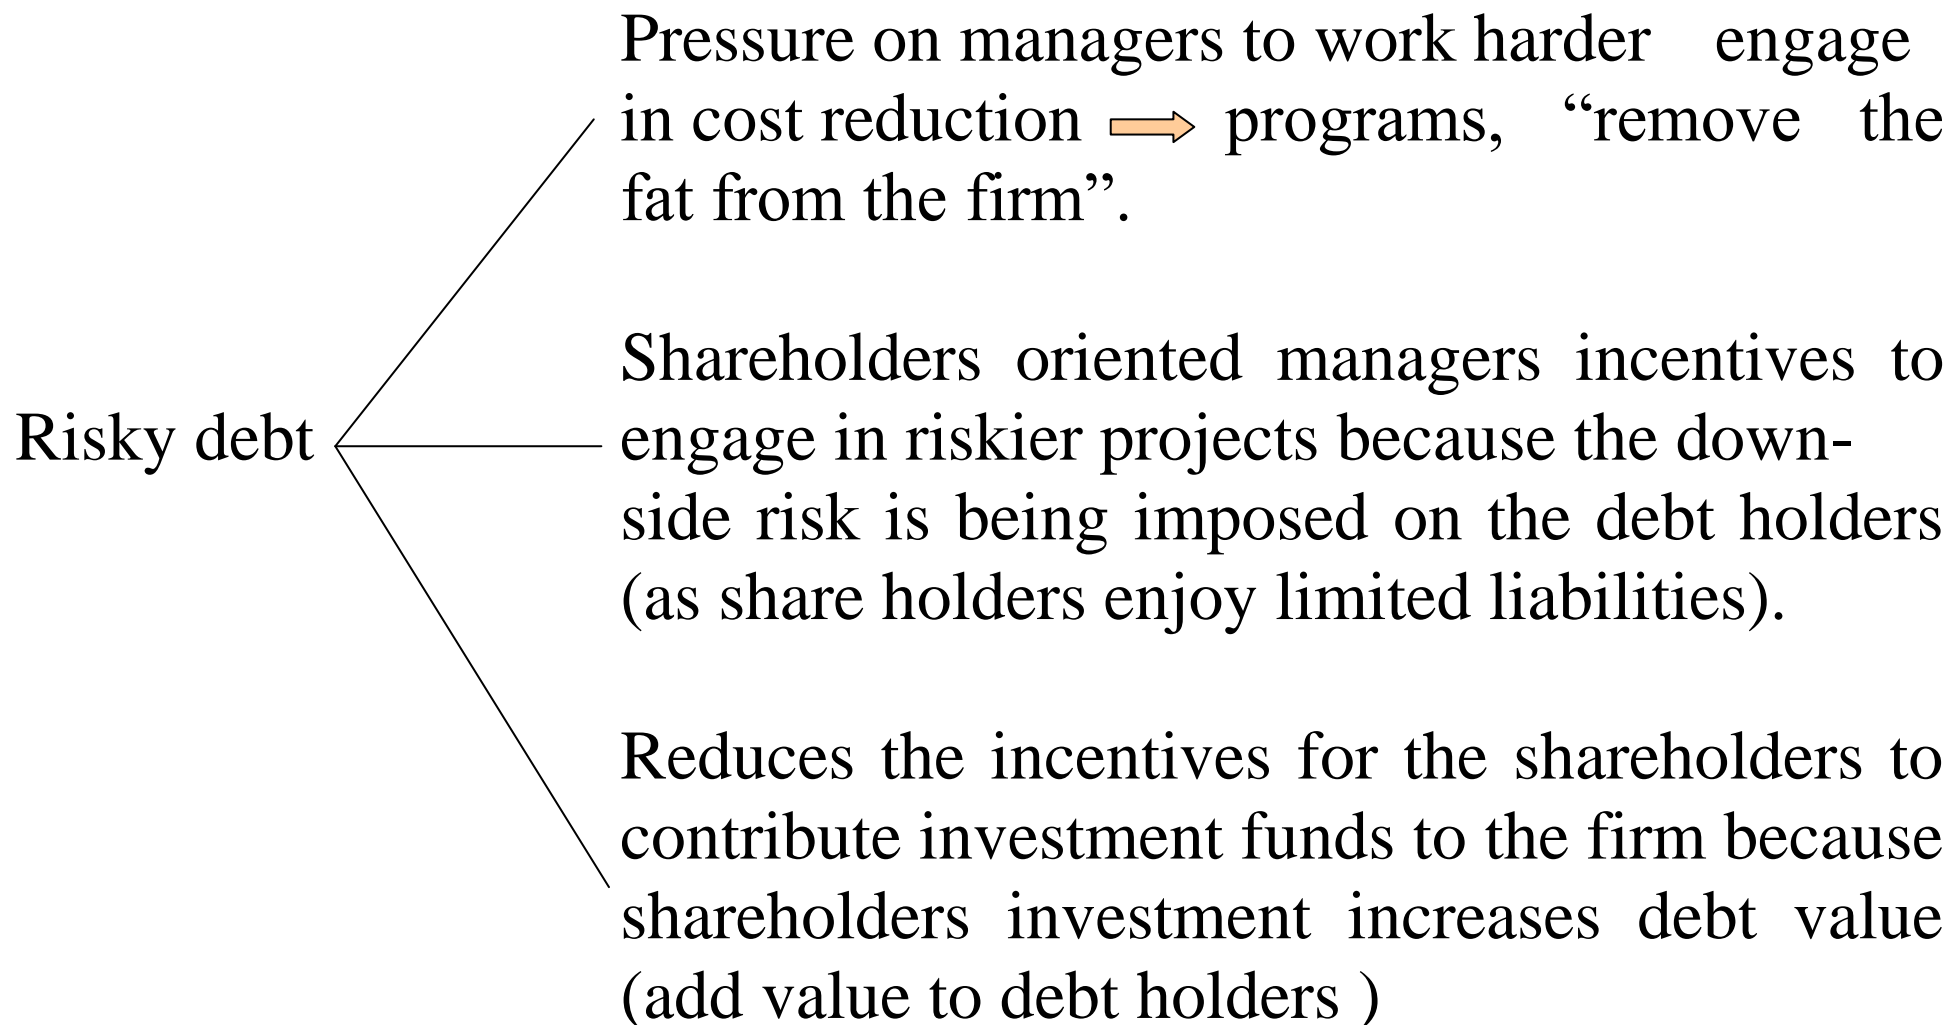 Pressure on managers to work harder engage
in cost reduction programs, “remove the
fat from the firm”.
Shareholders oriented managers incentives to
Risky debt
engage in riskier projects because the down-
side risk is being imposed on the debt holders
(as share holders enjoy limited liabilities).
Reduces the incentives for the shareholders to
contribute investment funds to the firm because
shareholders investment increases debt value
(add value to debt holders )